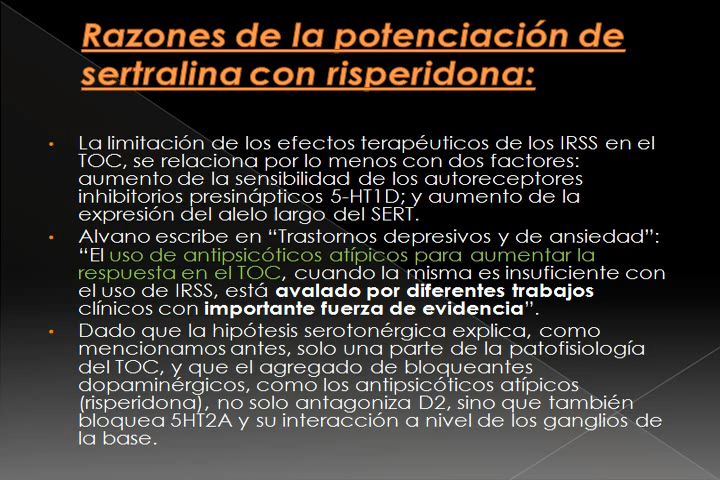 Razones de la potenciación de
sertralina con risperidona:
• La limitación de los efectos terapéuticos de los IRSS en el
TOC, se relaciona por lo menos con dos factores:
aumento de la sensibilidad de los autoreceptores
inhibitorios presinápticos 5-HT1D; y aumento de la
expresión del alelo largo del SERT.
• Alvano escribe en “Trastornos depresivos y de ansiedad”:
“El uso de antipsicóticos atípicos para aumentar la
respuesta en el TOC, cuando la misma es insuficiente con
el uso de IRSS, está avalado por diferentes trabajos
clínicos con importante fuerza de evidencia”.
• Dado que la hipótesis serotonérgica explica, como
mencionamos antes, solo una parte de la patofisiología
del TOC, y que el agregado de bloqueantes
dopaminérgicos, como los antipsicóticos atípicos
(risperidona), no solo antagoniza D2, sino que también
bloquea 5HT2A y su interacción a nivel de los ganglios de
la base.